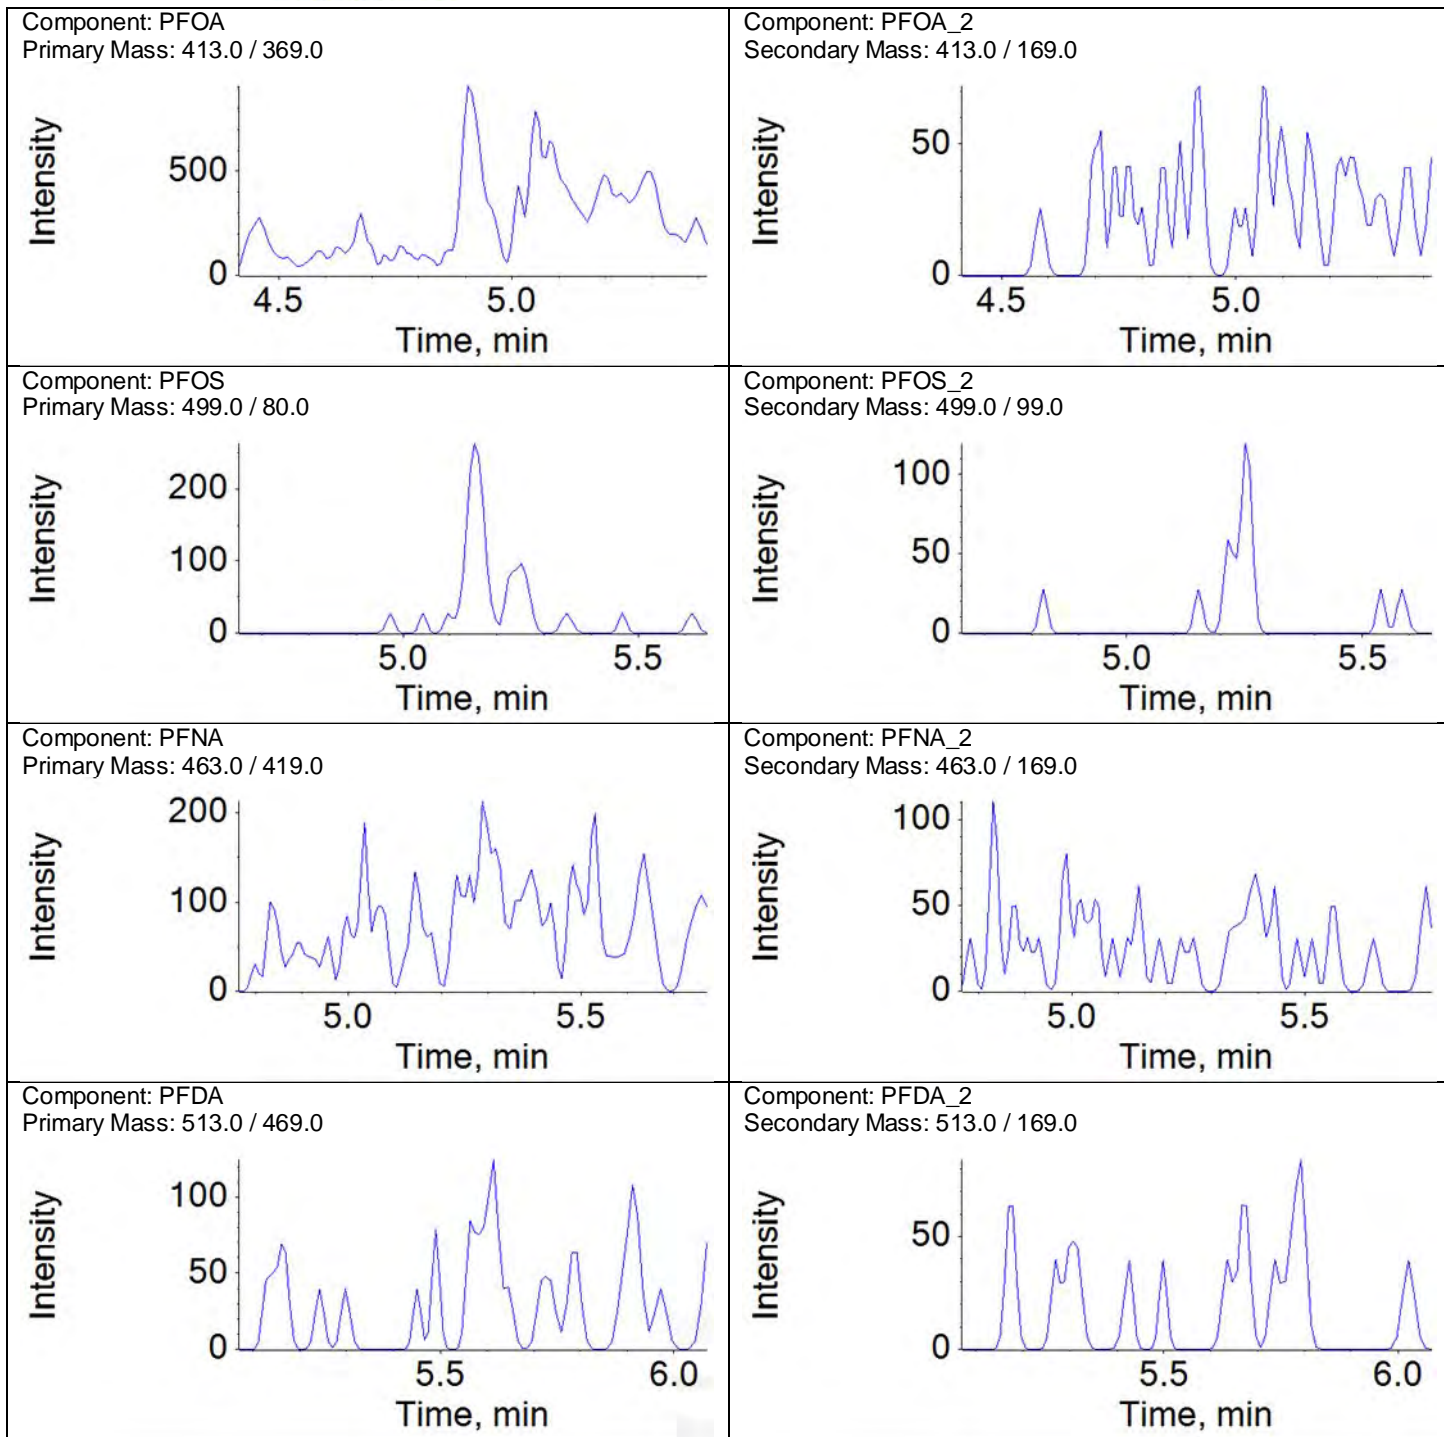 Component: PFOA
Primary Mass: 413.0 / 369.0
Intensity
500
0
4.5 5.0
Time, min
Component: PFOA_2
Secondary Mass: 413.0 / 169.0
Intensity
50
0
4.5 5.0
Time, min
Component: PFOS
Primary Mass: 499.0 / 80.0
Intensity
200
100
0
5.0 5.5
Time, min
Component: PFOS_2
Secondary Mass: 499.0 / 99.0
Intensity
100
50
0
5.0 5.5
Time, min
Component: PFNA
Primary Mass: 463.0 / 419.0
Intensity
200
100
0
5.0 5.5
Time, min
Component: PFNA_2
Secondary Mass: 463.0 / 169.0
Intensity
100
50
0
5.0 5.5
Time, min
Component: PFDA
Primary Mass: 513.0 / 469.0
Intensity
100
50
0
5.5 6.0
Time, min
Component: PFDA_2
Secondary Mass: 513.0 / 169.0
Intensity
50
0
5.5 6.0
Time, min